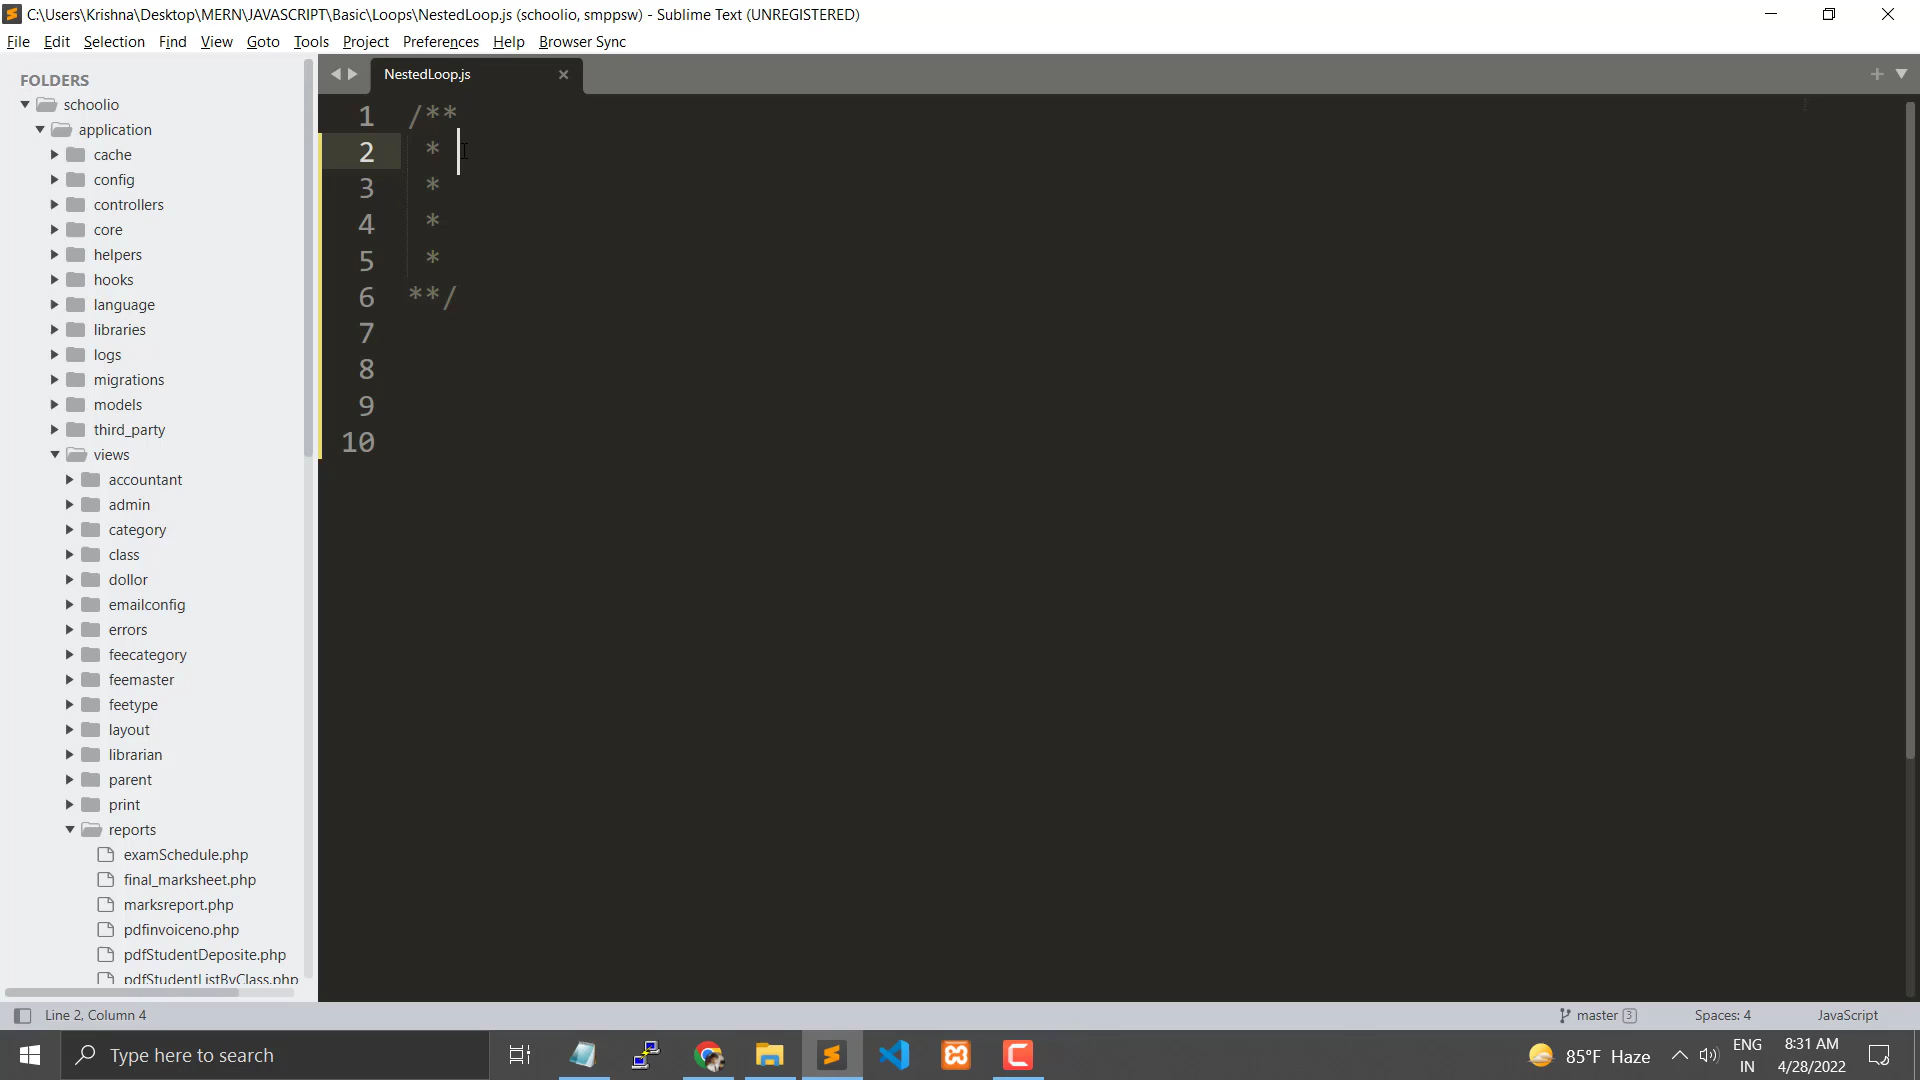 C:\Users\Krishna\Desktop\MERN\JAVASCRIPT\Basic\Loops\NestedLoop.js (schoolio, smppsw) - Sublime Text (UNREGISTERED)
File Edit Selection Find View Goto Tools Project Preferences Help Browser Sync
FOLDERS
schoolio
application
cache
config
controllers
core
helpers
hooks
language
libraries
logs
migrations
models
third_party
views
accountant
admin
category
class
dollor
emailconfig
errors
feecategory
feemaster
feetype
layout
librarian
parent
print
reports
examSchedule.php
final_marksheet.php
marksreport.php
pdfinvoiceno.php
pdfStudentDeposite.php
pdfStudentListByClass.php
NestedLoop.js
1 /**
2 *
3 *
4 *
5 *
6 **/
7
8
9
10
Line 2, Column 4
master 3
Spaces: 4
JavaScript
Type here to search
85°F Haze
ENG
IN
8:31 AM
4/28/2022